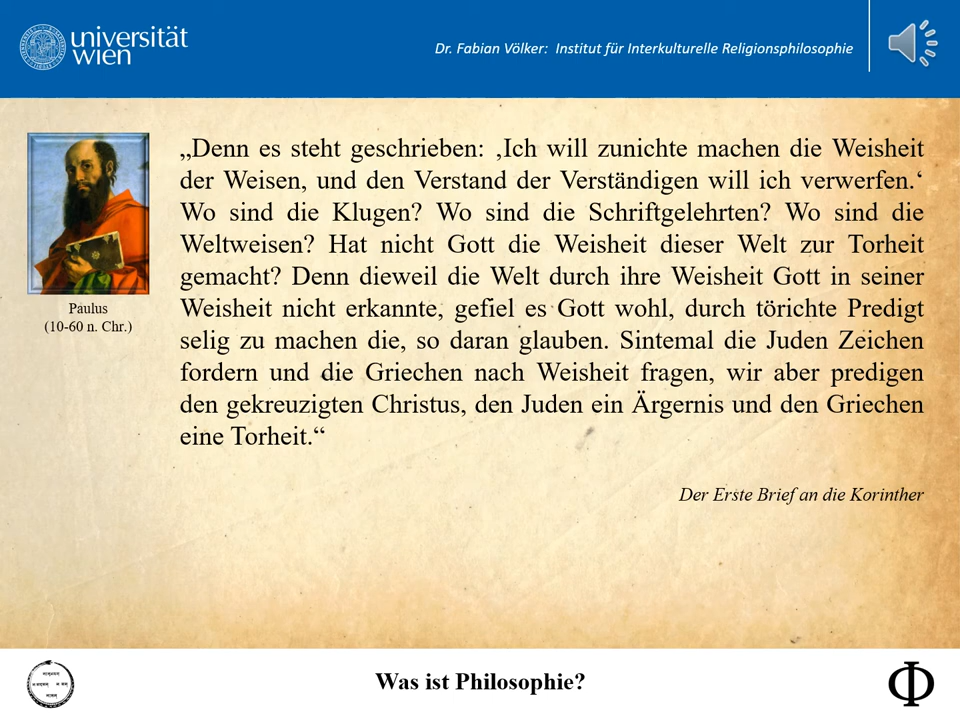 universität
wien
Dr. Fabian Völker: Institut für Interkulturelle Religionsphilosophie
„Denn es steht geschrieben: ‚Ich will zunichte machen die Weisheit
der Weisen, und den Verstand der Verständigen will ich verwerfen.‘
Wo sind die Klugen? Wo sind die Schriftgelehrten? Wo sind die
Weltweisen? Hat nicht Gott die Weisheit dieser Welt zur Torheit
gemacht? Denn dieweil die Welt durch ihre Weisheit Gott in seiner
Weisheit nicht erkannte, gefiel es Gott wohl, durch törichte Predigt
selig zu machen die, so daran glauben. Sintemal die Juden Zeichen
fordern und die Griechen nach Weisheit fragen, wir aber predigen
den gekreuzigten Christus, den Juden ein Ärgernis und den Griechen
eine Torheit.“
Paulus
(10-60 n. Chr.)
Der Erste Brief an die Korinther
Was ist Philosophie?
Φ